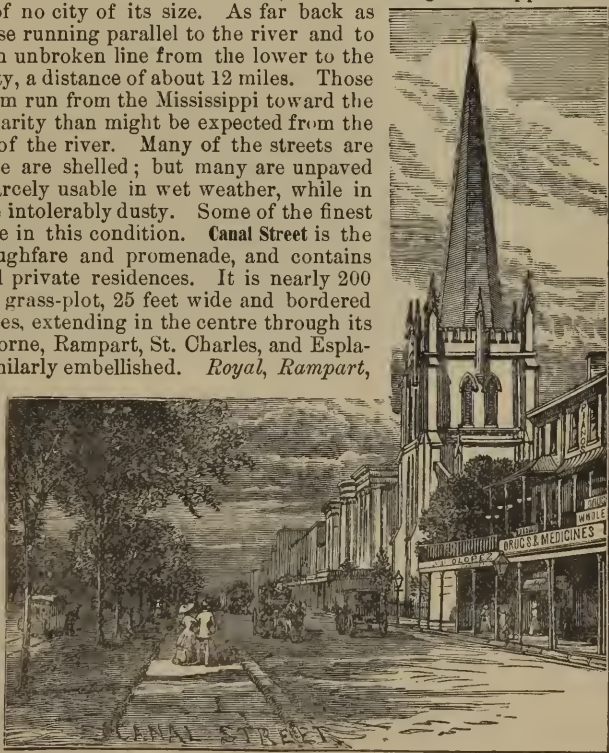 of no city of its size. As far back as
se running parallel to the river and to
n unbroken line from the lower to the
ty, a distance of about 12 miles. Those
m run from the Mississippi toward the
arity than might be expected from the
of the river. Many of the streets are
e are shelled; but many are unpaved
arcely usable in wet weather, while in
intolerably dusty. Some of the finest
e in this condition. Canal Street is the
ughfare and promenade, and contains
l private residences. It is nearly 200
grass-plot, 25 feet wide and bordered
es, extending in the centre through its
orne, Rampart, St. Charles, and Espla-
milarly embellished. Royal, Rampart,
WHOLE
DRUGS & MEDICINES
CANAL STREET